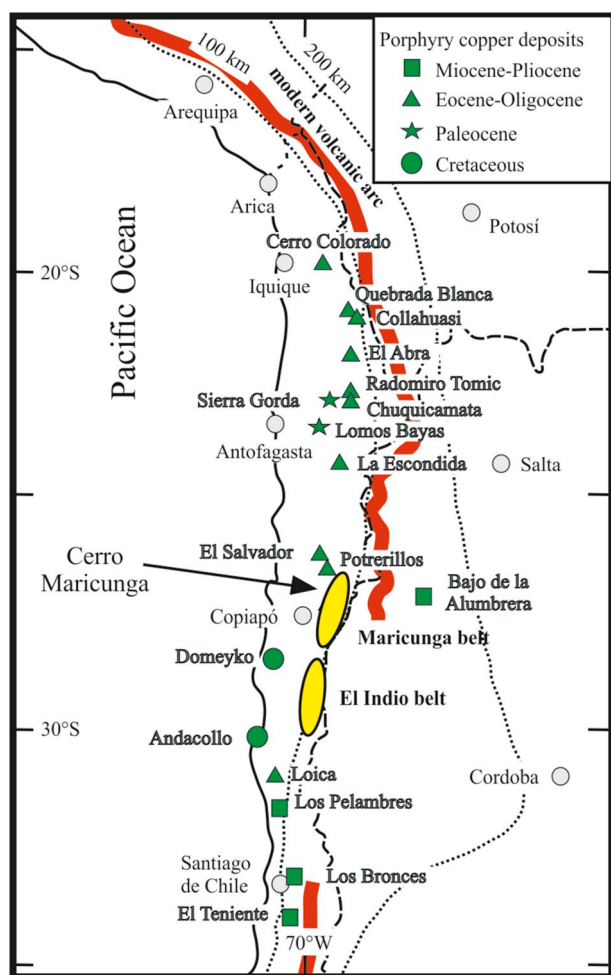 Porphyry copper deposits
Miocene-Pliocene
Eocene-Oligocene
Paleocene
Cretaceous
100 km
200 km
modern volcanic arc
Arequipa
Arica
Potosí
Pacific Ocean
Cerro Colorado
20°S
Iquique
Quebrada Blanca
Collahuasi
El Abra
Radomiro Tomic
Sierra Gorda
Chuquicamata
Lomos Bayas
Antofagasta
La Escondida
Salta
El Salvador
Potrerillos
Cerro
Maricunga
Bajo de la
Alumbrera
Copiapó
Maricunga belt
Domeyko
El Indio belt
30°S
Andacollo
Loica
Cordoba
Los Pelambres
Santiago
de Chile
Los Bronces
El Teniente
70°W